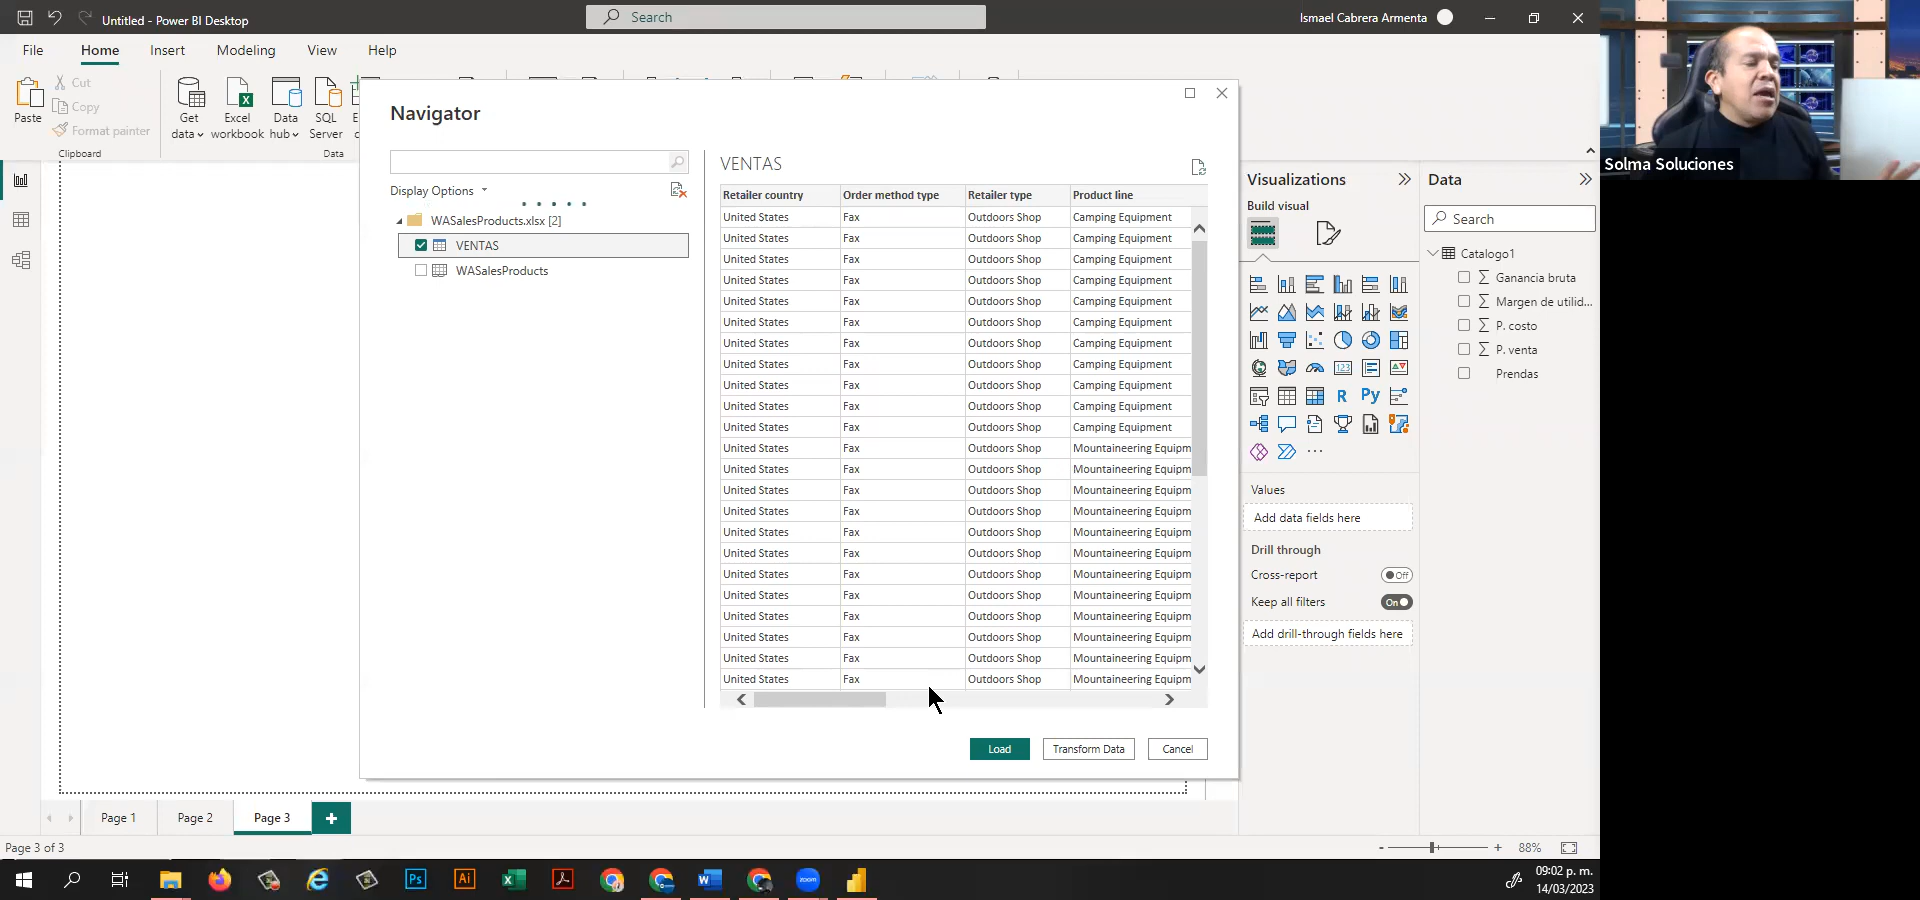 Untitled - Power BI Desktop
Search
Ismael Cabrera Armenta
File Home Insert Modeling View Help
Paste
Cut
Copy
Format painter
Clipboard
Get data
Excel workbook
Data hub
SQL Server
Data
Navigator
Display Options
WASalesProducts.xlsx [2]
VENTAS
WASalesProducts
VENTAS
Retailer country Order method type Retailer type Product line
United States Fax Outdoors Shop Camping Equipment
United States Fax Outdoors Shop Camping Equipment
United States Fax Outdoors Shop Camping Equipment
United States Fax Outdoors Shop Camping Equipment
United States Fax Outdoors Shop Camping Equipment
United States Fax Outdoors Shop Camping Equipment
United States Fax Outdoors Shop Camping Equipment
United States Fax Outdoors Shop Camping Equipment
United States Fax Outdoors Shop Camping Equipment
United States Fax Outdoors Shop Camping Equipment
United States Fax Outdoors Shop Camping Equipment
United States Fax Outdoors Shop Mountaineering Equipm
United States Fax Outdoors Shop Mountaineering Equipm
United States Fax Outdoors Shop Mountaineering Equipm
United States Fax Outdoors Shop Mountaineering Equipm
United States Fax Outdoors Shop Mountaineering Equipm
United States Fax Outdoors Shop Mountaineering Equipm
United States Fax Outdoors Shop Mountaineering Equipm
United States Fax Outdoors Shop Mountaineering Equipm
United States Fax Outdoors Shop Mountaineering Equipm
United States Fax Outdoors Shop Mountaineering Equipm
United States Fax Outdoors Shop Mountaineering Equipm
United States Fax Outdoors Shop Mountaineering Equipm
Load Transform Data Cancel
Visualizations
Build visual
123
R Py
...
Values
Add data fields here
Drill through
Cross-report Off
Keep all filters On
Add drill-through fields here
Data
Search
Catalogo1
Σ Ganancia bruta
Σ Margen de utilid...
Σ P. costo
Σ P. venta
Prendas
Solma Soluciones
Page 1 Page 2 Page 3 +
Page 3 of 3
- + 88%
Ps Ai zoom
09:02 p. m.
14/03/2023